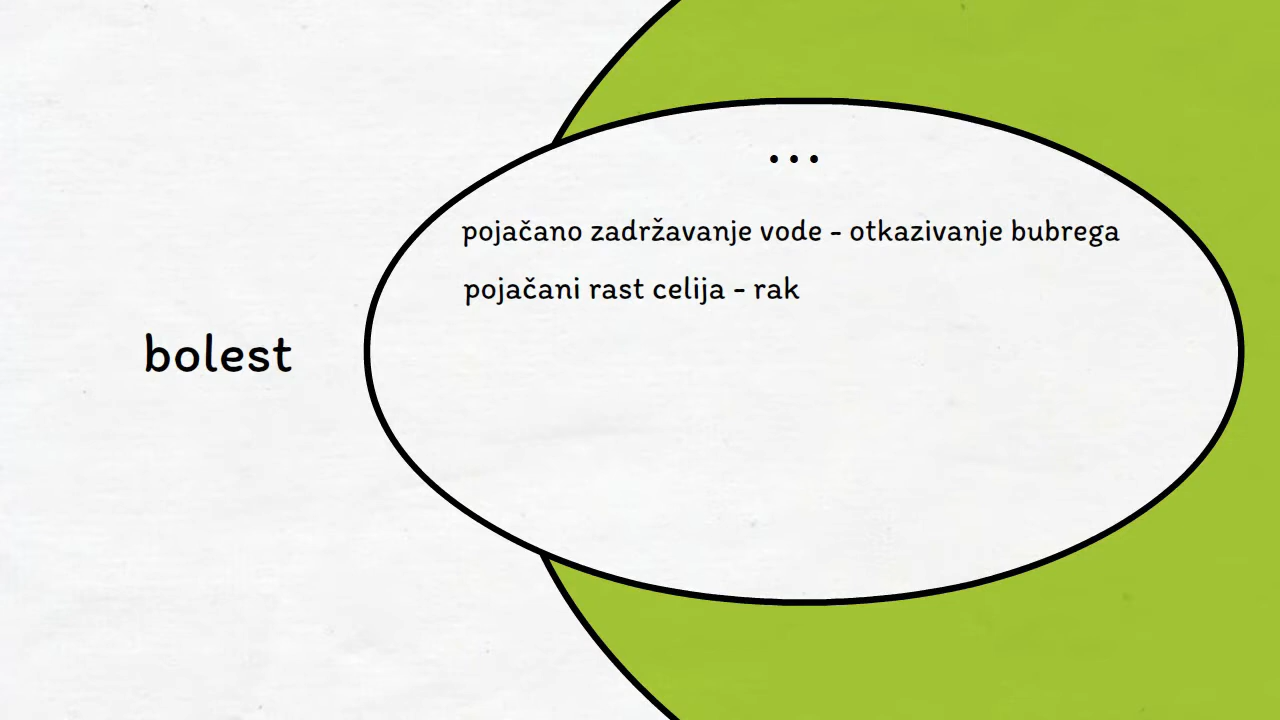 ...
pojačano zadržavanje vode - otkazivanje bubrega
pojačani rast celija - rak
bolest